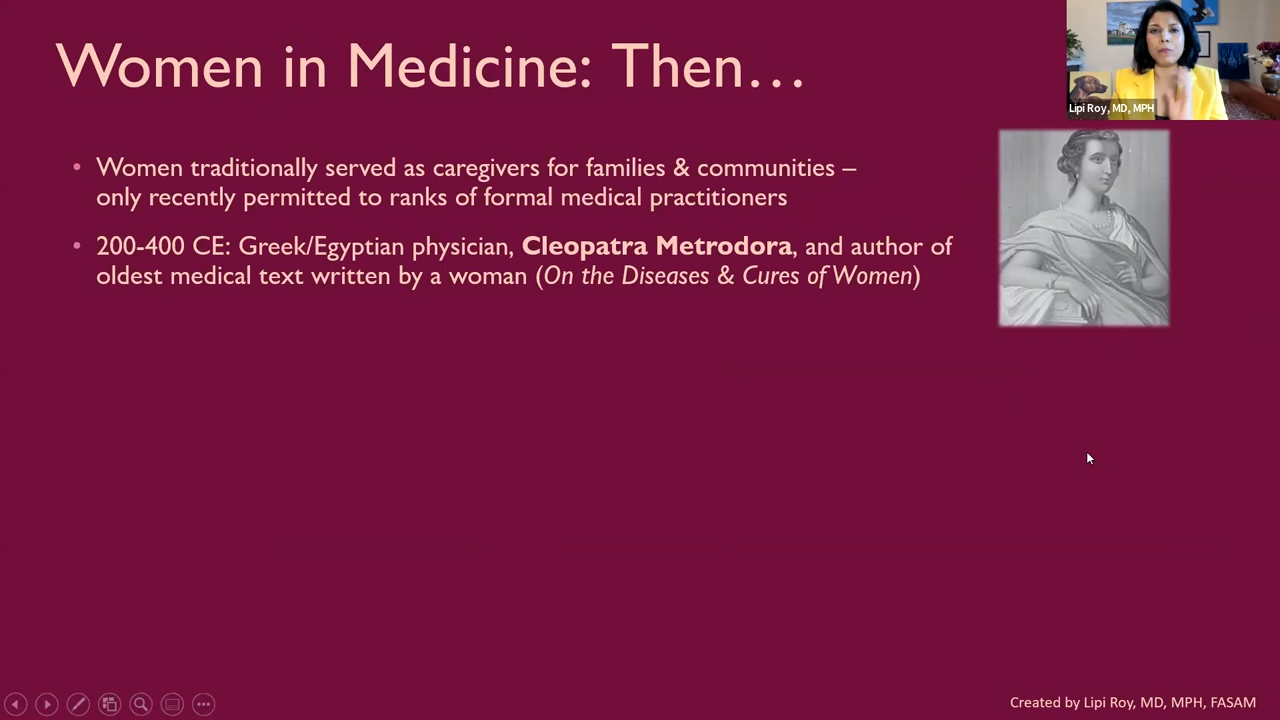 Women in Medicine: Then…
Lipi Roy, MD, MPH
• Women traditionally served as caregivers for families & communities –
only recently permitted to ranks of formal medical practitioners
• 200-400 CE: Greek/Egyptian physician, Cleopatra Metrodora, and author of
oldest medical text written by a woman (On the Diseases & Cures of Women)
Created by Lipi Roy, MD, MPH, FASAM